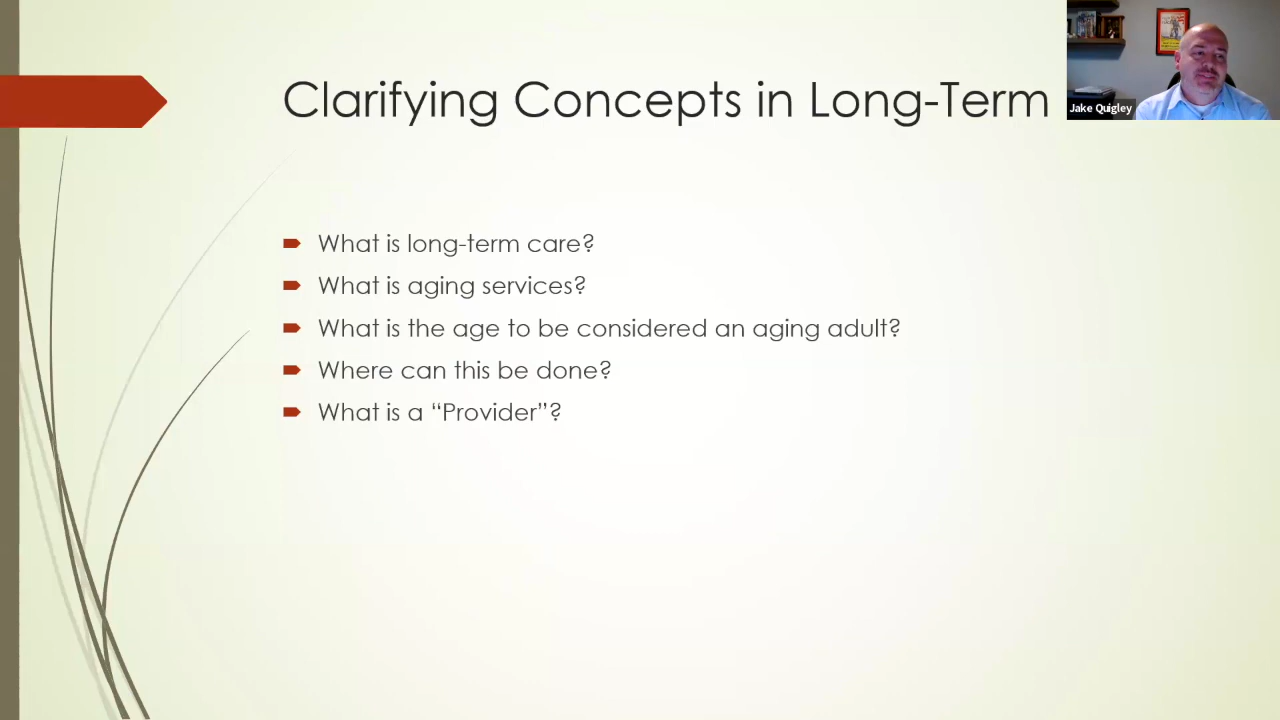 Clarifying Concepts in Long-Term
Jake Quigley
What is long-term care?
What is aging services?
What is the age to be considered an aging adult?
Where can this be done?
What is a “Provider”?